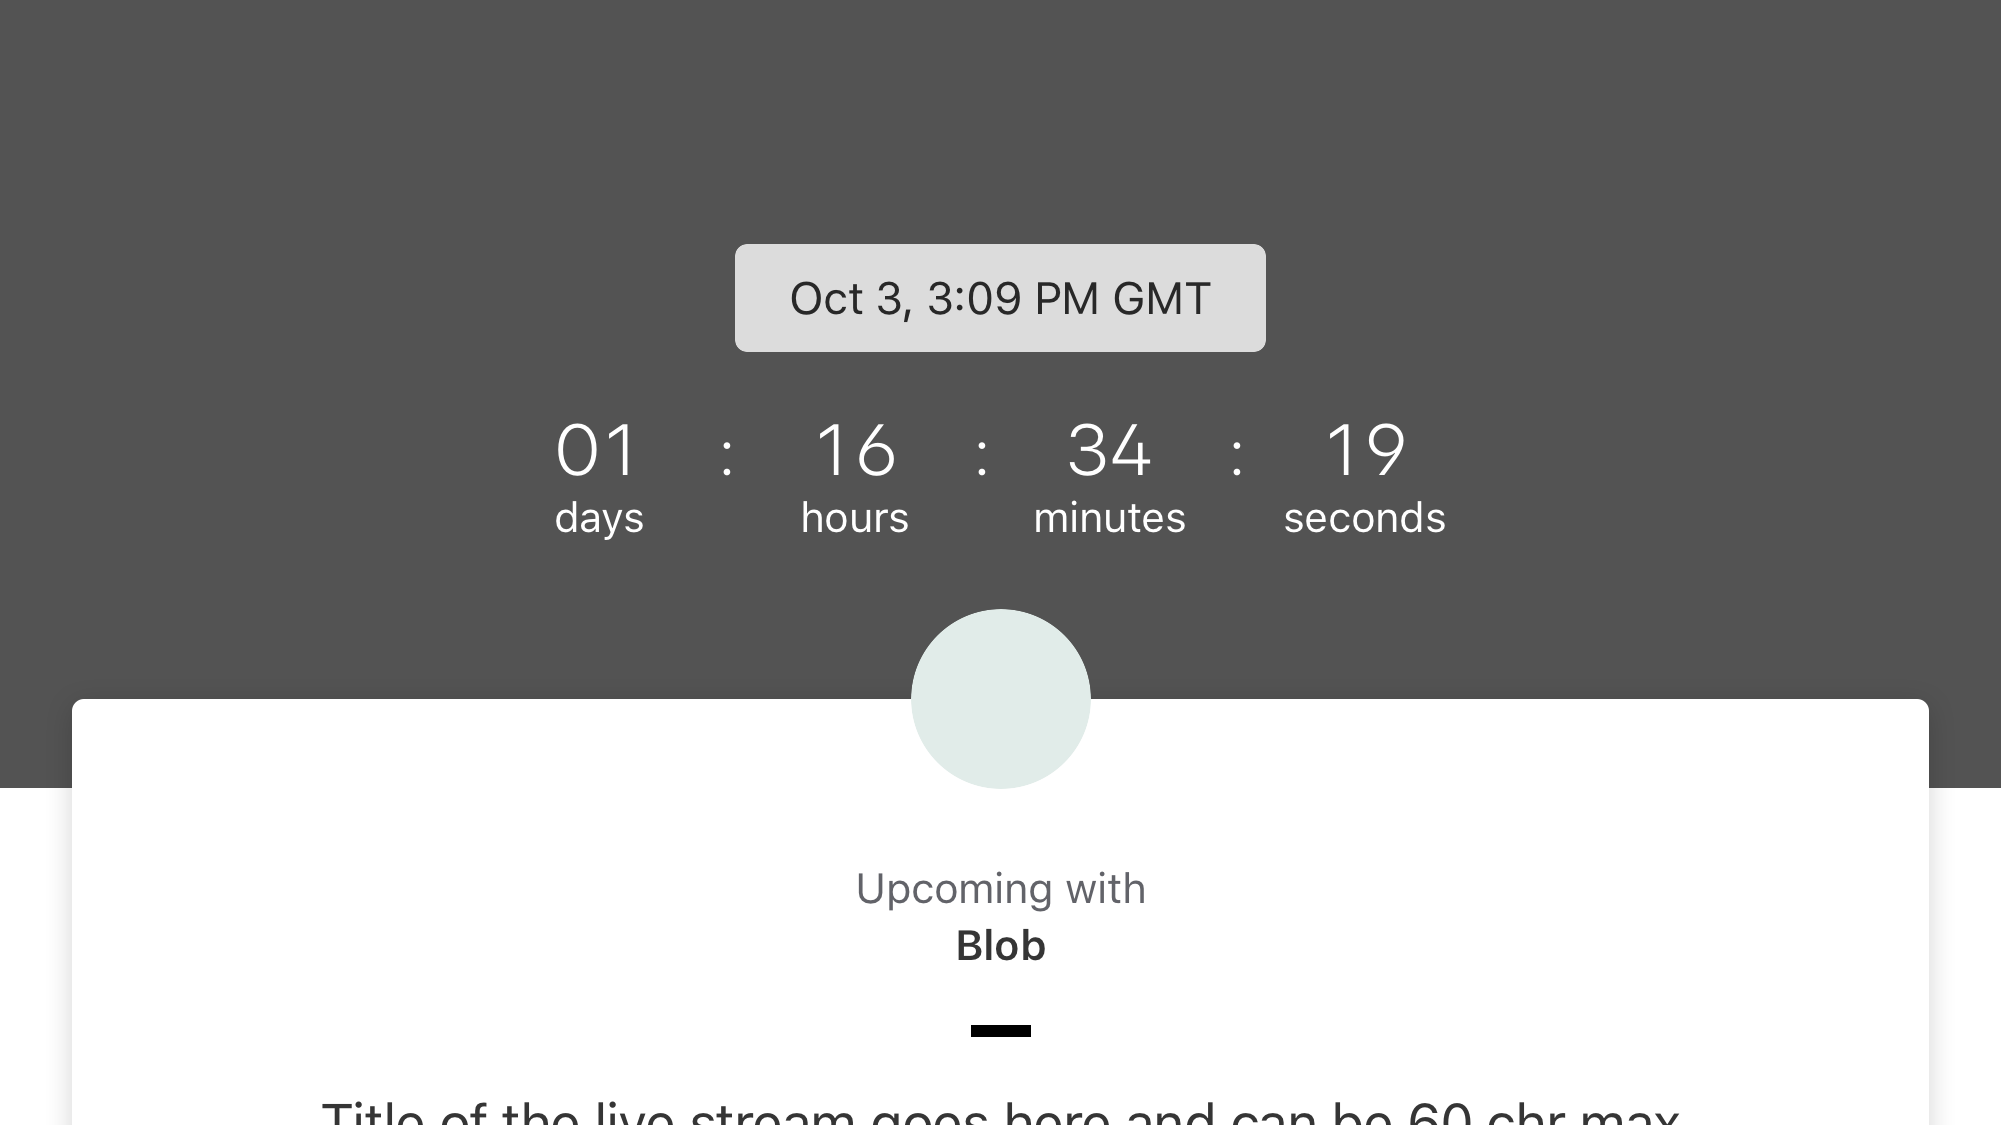 Oct 3, 3:09 PM GMT
01 : 16 : 34 : 19
days hours minutes seconds
Upcoming with
Blob
Title of the live stream goes here and can be 60 chr max